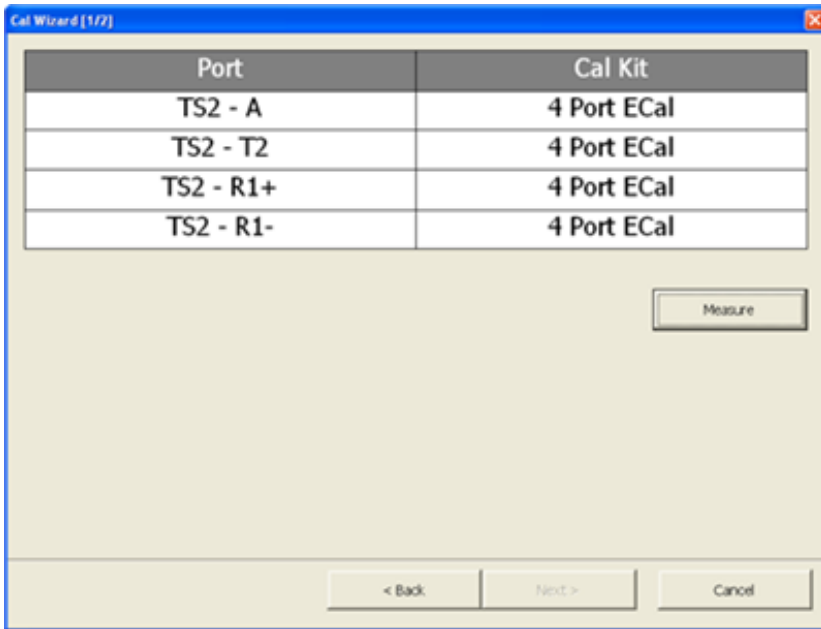 Cal Wizard [1/2]
Port Cal Kit
TS2 - A 4 Port ECal
TS2 - T2 4 Port ECal
TS2 - R1+ 4 Port ECal
TS2 - R1- 4 Port ECal
Measure
< Back Next > Cancel